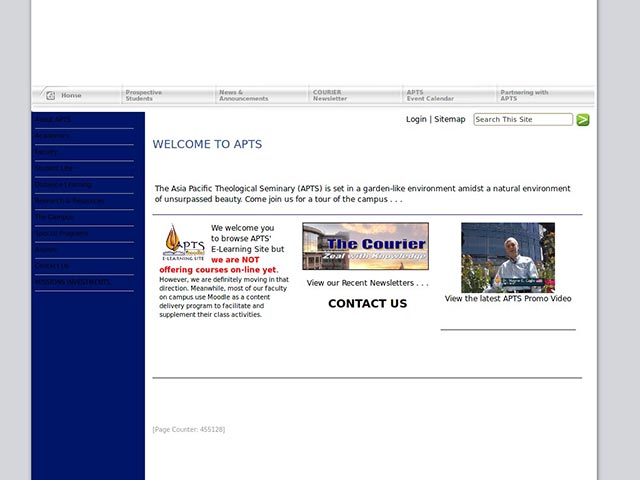 Home
Prospective
Students
News &
Announcements
COURIER
Newsletter
APTS
Event Calendar
Partnering with
APTS
Login | Sitemap
Search This Site
About APTS
Academics
Faculty
Student Life
Distance Learning
Research & Resources
The Campus
Special Programs
Alumni
Contact Us
MISSIONS INVESTMENTS
WELCOME TO APTS
The Asia Pacific Theological Seminary (APTS) is set in a garden-like environment amidst a natural environment
of unsurpassed beauty. Come join us for a tour of the campus . . .
APTS
E-LEARNING SITE
We welcome you
to browse APTS'
E-Learning Site but
we are NOT
offering courses on-line yet.
However, we are definitely moving in that
direction. Meanwhile, most of our faculty
on campus use Moodle as a content
delivery program to facilitate and
supplement their class activities.
The Courier
Zeal with Knowledge
View our Recent Newsletters . . .
CONTACT US
View the latest APTS Promo Video
[Page Counter: 455128]